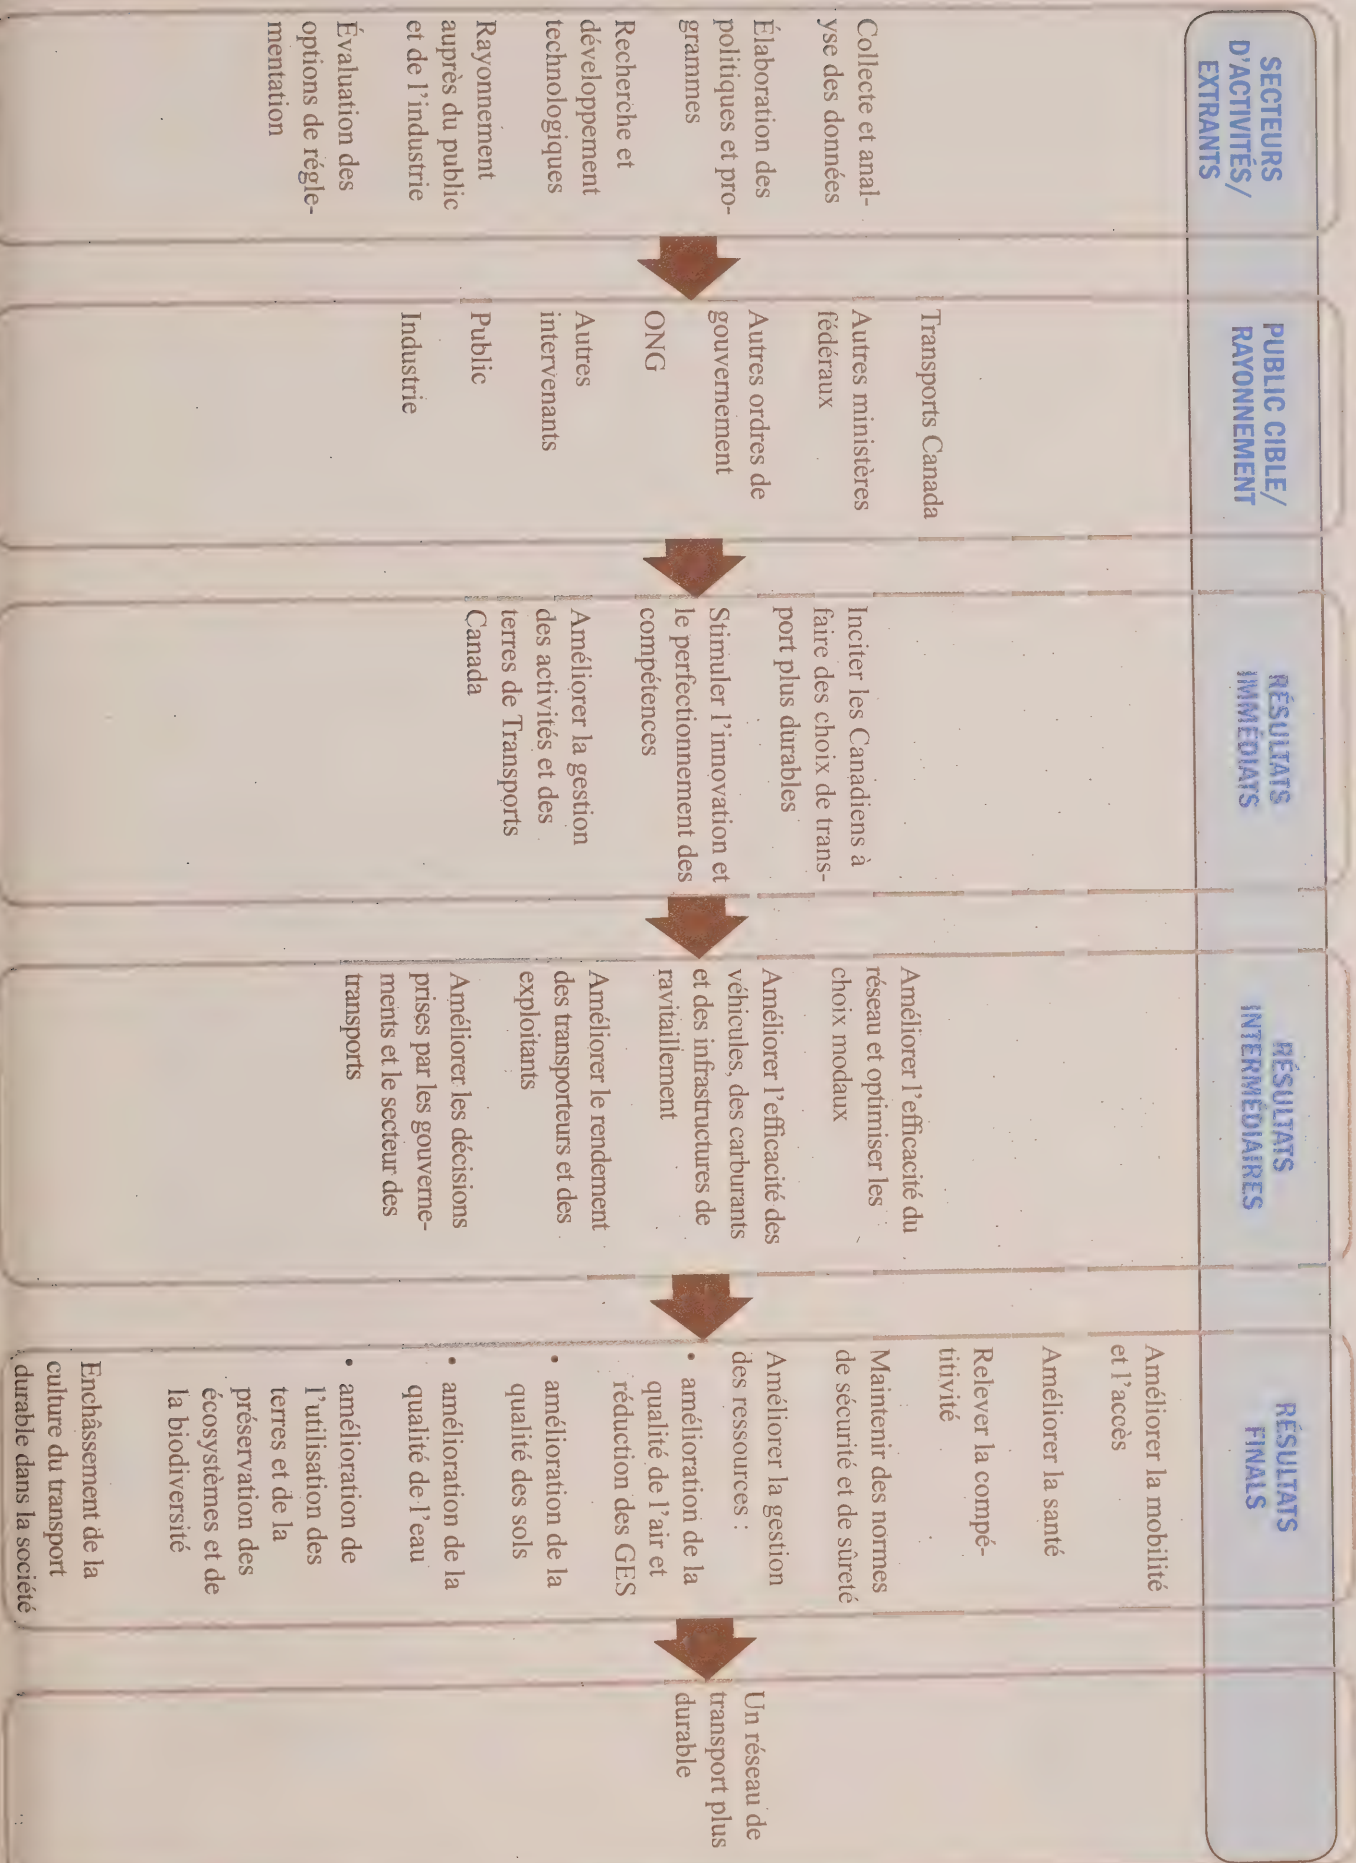 SECTEURS
D'ACTIVITÉS/
EXTRANTS
Collecte et anal-
yse des données
Élaboration des
politiques et pro-
grammes
Recherche et
développement
technologiques
Rayonnement
auprès du public
et de l'industrie
Évaluation des
options de régle-
mentation
PUBLIC CIBLE/
RAYONNEMENT
Transports Canada
Autres ministères
fédéraux
Autres ordres de
gouvernement
ONG
Autres
intervenants
Public
Industrie
RÉSULTATS
IMMÉDIATS
Inciter les Canadiens à
faire des choix de trans-
port plus durables
Stimuler l'innovation et
le perfectionnement des
compétences
Améliorer la gestion
des activités et des
terres de Transports
Canada
RÉSULTATS
INTERMÉDIAIRES
Améliorer l'efficacité du
réseau et optimiser les
choix modaux
Améliorer l'efficacité des
véhicules, des carburants
et des infrastructures de
ravitaillement
Améliorer le rendement
des transporteurs et des
exploitants
Améliorer les décisions
prises par les gouverne-
ments et le secteur des
transports
RÉSULTATS
FINALS
Améliorer la mobilité
et l'accès
Améliorer la santé
Relever la compé-
titivité
Maintenir des normes
de sécurité et de sûreté
Améliorer la gestion
des ressources :
• amélioration de la
qualité de l'air et
réduction des GES
• amélioration de la
qualité des sols
• amélioration de la
qualité de l'eau
• amélioration de
l'utilisation des
terres et de la
préservation des
écosystèmes et de
la biodiversité
Enchâssement de la
culture du transport
durable dans la société
Un réseau de
transport plus
durable